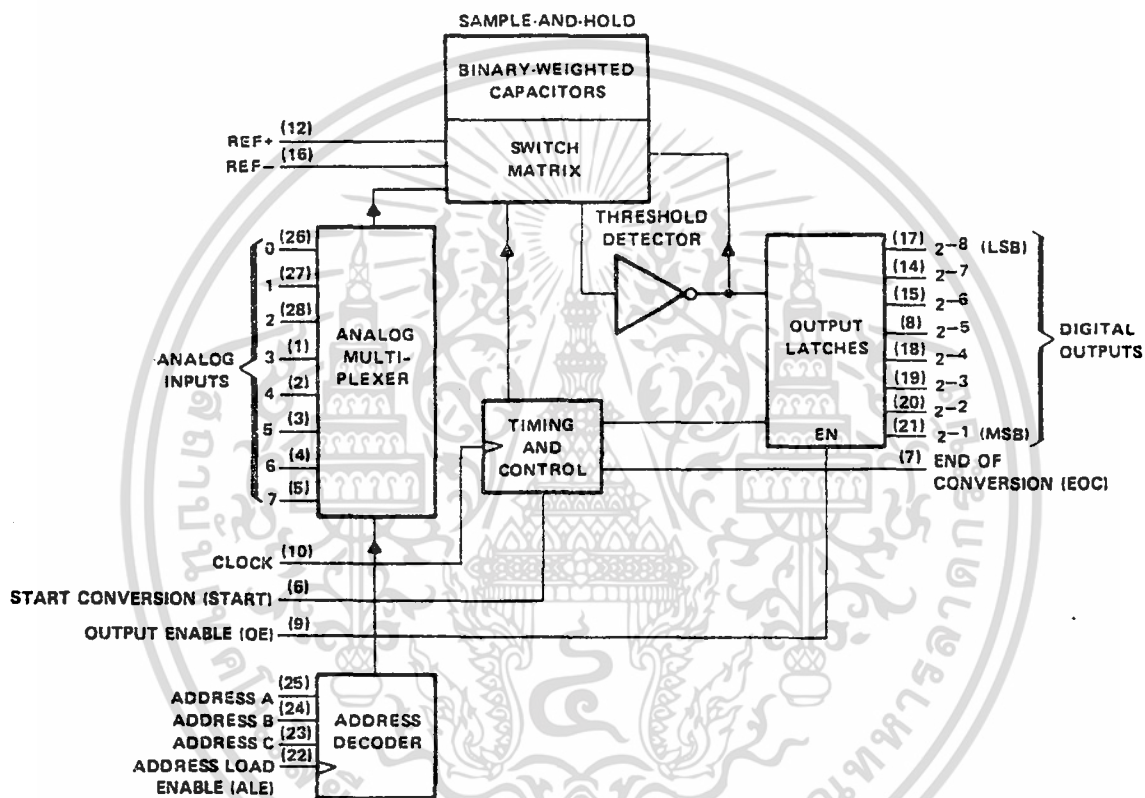 SAMPLE-AND-HOLD
BINARY-WEIGHTED
CAPACITORS
REF+ (12)
REF- (16)
SWITCH
MATRIX
THRESHOLD
DETECTOR
ANALOG
INPUTS
0 (26)
1 (27)
2 (28)
3 (1)
4 (2)
5 (3)
6 (4)
7 (5)
ANALOG
MULTI-
PLEXER
TIMING
AND
CONTROL
OUTPUT
LATCHES
EN
(17) 2-8 (LSB)
(14) 2-7
(15) 2-6
(8) 2-5
(18) 2-4
(19) 2-3
(20) 2-2
(21) 2-1 (MSB)
DIGITAL
OUTPUTS
(7) END OF
CONVERSION (EOC)
CLOCK (10)
START CONVERSION (START) (6)
OUTPUT ENABLE (OE) (9)
ADDRESS A (25)
ADDRESS B (24)
ADDRESS C (23)
ADDRESS LOAD (22)
ENABLE (ALE)
ADDRESS
DECODER